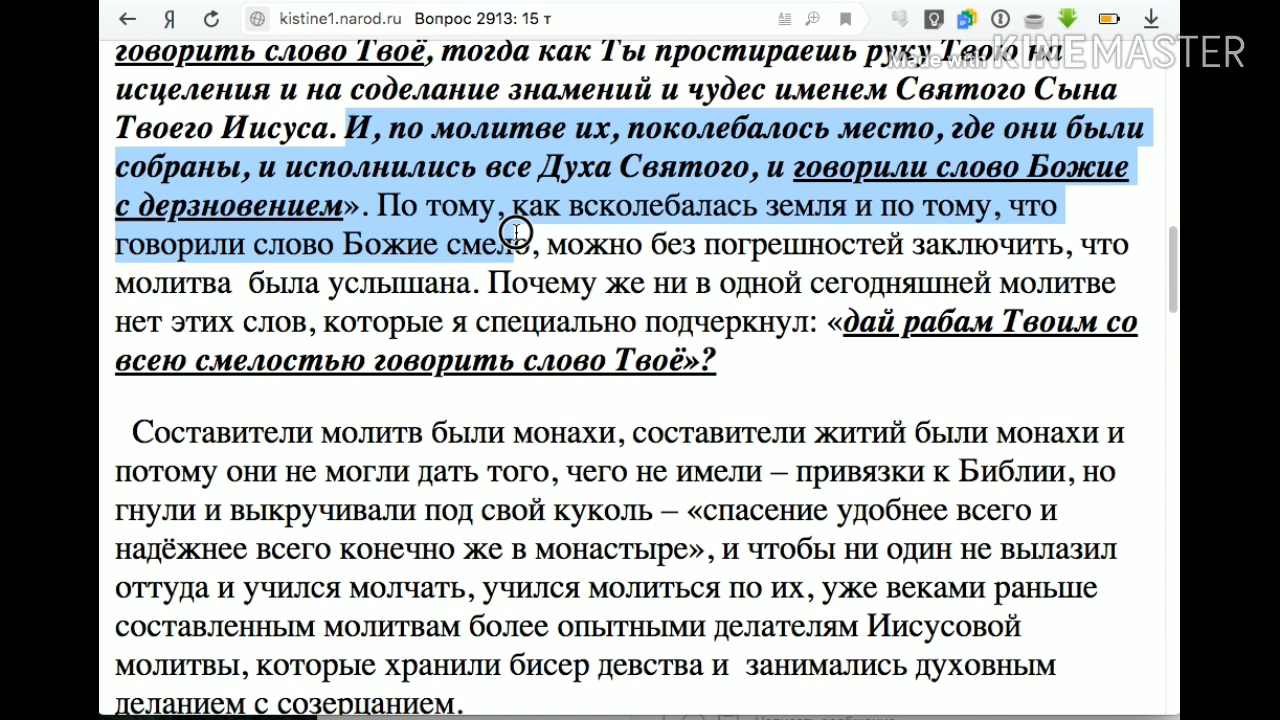 kistine1.narod.ru Вопрос 2913: 15 т
Made with KINEMASTER
говорить слово Твоё, тогда как Ты простираешь руку Твою на
исцеления и на соделание знамений и чудес именем Святого Сына
Твоего Иисуса. И, по молитве их, поколебалось место, где они были
собраны, и исполнились все Духа Святого, и говорили слово Божие
с дерзновением». По тому, как всколебалась земля и по тому, что
говорили слово Божие смело, можно без погрешностей заключить, что
молитва была услышана. Почему же ни в одной сегодняшней молитве
нет этих слов, которые я специально подчеркнул: «дай рабам Твоим со
всею смелостью говорить слово Твоё»?
Составители молитв были монахи, составители житий были монахи и
потому они не могли дать того, чего не имели – привязки к Библии, но
гнули и выкручивали под свой куколь – «спасение удобнее всего и
надёжнее всего конечно же в монастыре», и чтобы ни один не вылазил
оттуда и учился молчать, учился молиться по их, уже веками раньше
составленным молитвам более опытными делателям Иисусовой
молитвы, которые хранили бисер девства и занимались духовным
деланием с созерцанием.